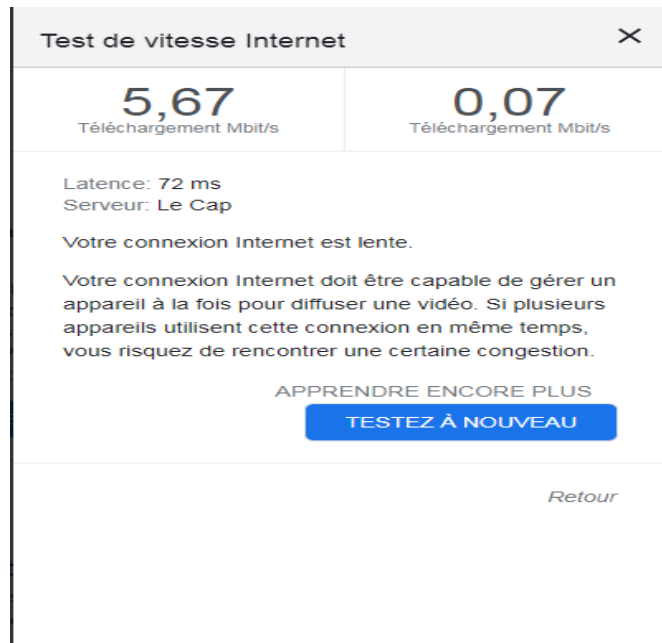 Test de vitesse Internet
5,67
Téléchargement Mbit/s
0,07
Téléchargement Mbit/s
Latence: 72 ms
Serveur: Le Cap
Votre connexion Internet est lente.
Votre connexion Internet doit être capable de gérer un
appareil à la fois pour diffuser une vidéo. Si plusieurs
appareils utilisent cette connexion en même temps,
vous risquez de rencontrer une certaine congestion.
APPRENDRE ENCORE PLUS
TESTEZ À NOUVEAU
Retour